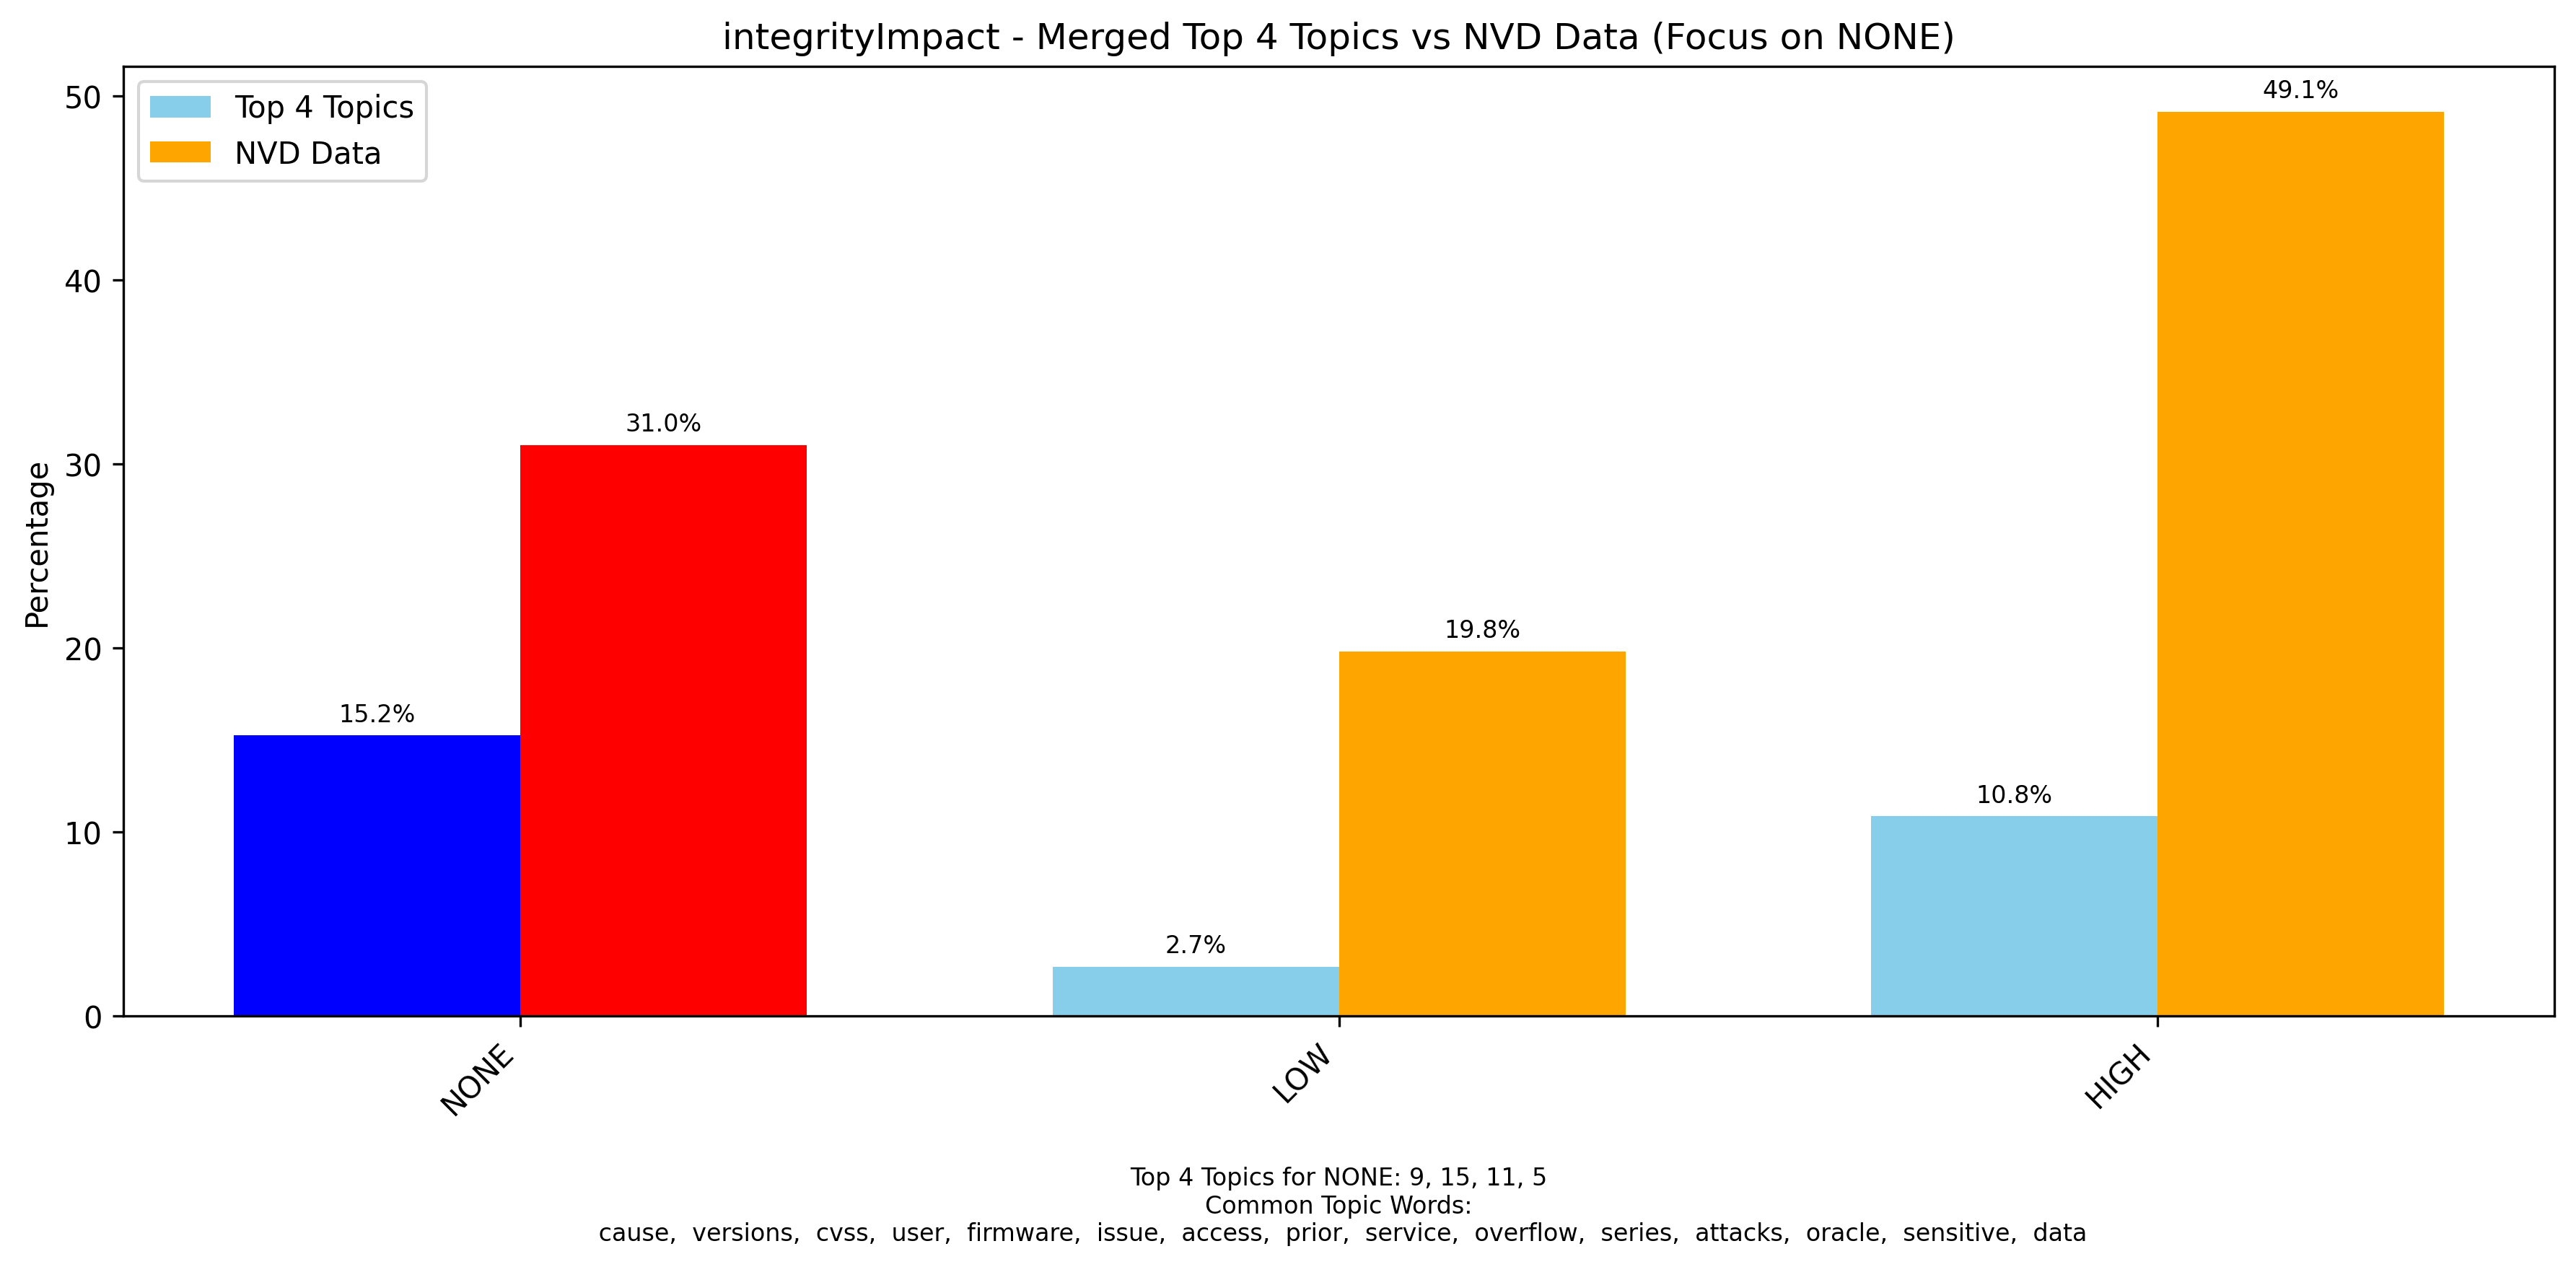 integrityImpact - Merged Top 4 Topics vs NVD Data (Focus on NONE)
Top 4 Topics
NVD Data
Percentage
50
40
30
20
10
0
15.2%
31.0%
2.7%
19.8%
10.8%
49.1%
NONE
LOW
HIGH
Top 4 Topics for NONE: 9, 15, 11, 5
Common Topic Words:
cause, versions, cvss, user, firmware, issue, access, prior, service, overflow, series, attacks, oracle, sensitive, data